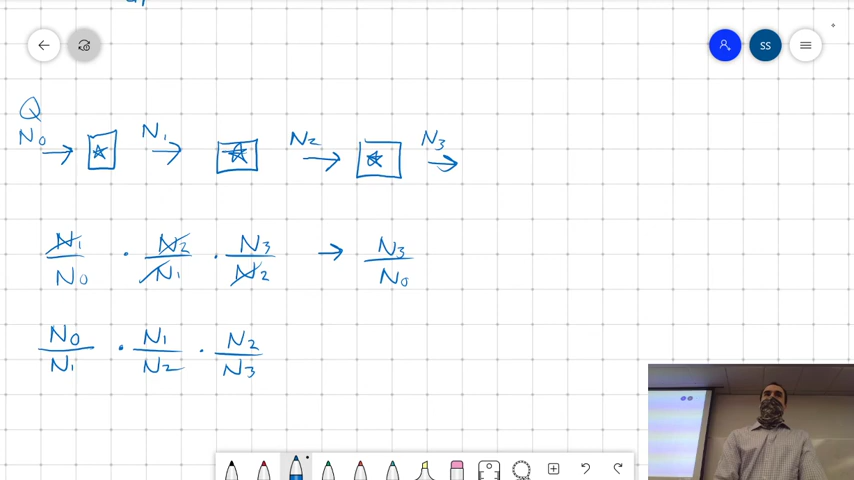 Q
N0 → N1 → N2 → N3 →
N1/N0 · N2/N1 · N3/N2 → N3/N0
N0/N1 · N1/N2 · N2/N3
SS